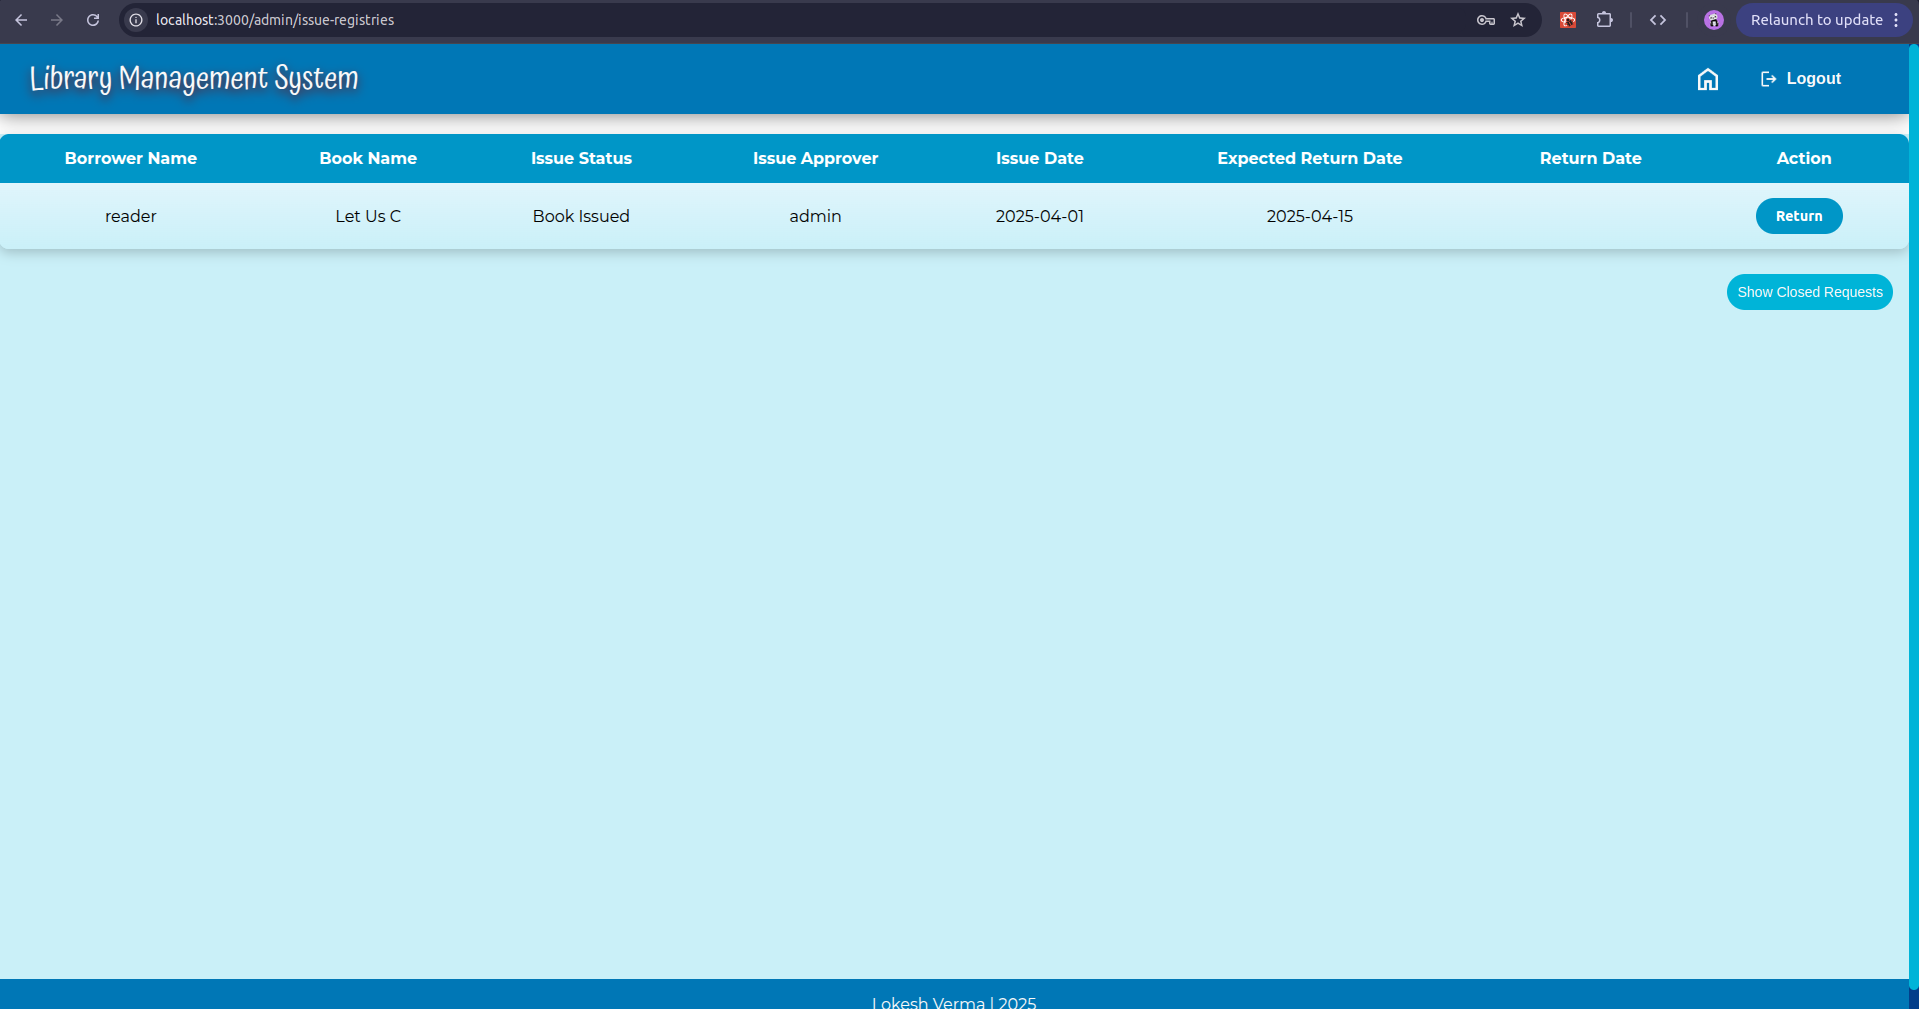 localhost:3000/admin/issue-registries
Relaunch to update
Library Management System
Logout
Borrower Name Book Name Issue Status Issue Approver Issue Date Expected Return Date Return Date Action
reader Let Us C Book Issued admin 2025-04-01 2025-04-15 Return
Show Closed Requests
Lokesh Verma | 2025